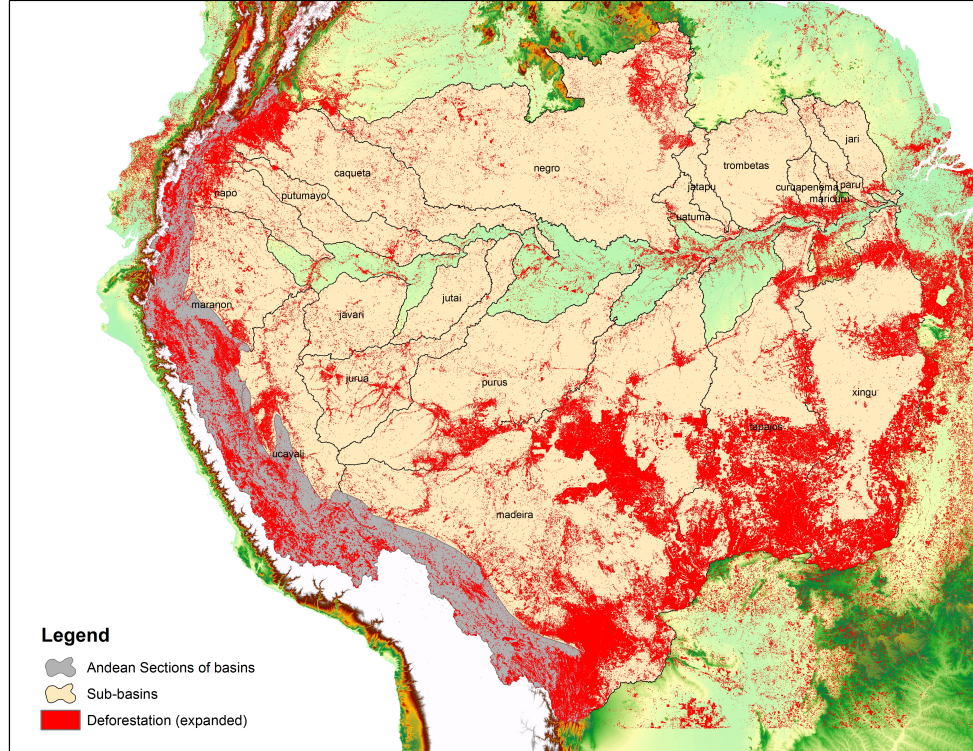 jari
trombetas
negro
caqueta
jatapu
curuapenema
paru
napo
putumayo
maricuru
uatuma
jutai
maranon
javari
jurua
purus
xingu
tapajos
ucayali
madeira
Legend
Andean Sections of basins
Sub-basins
Deforestation (expanded)